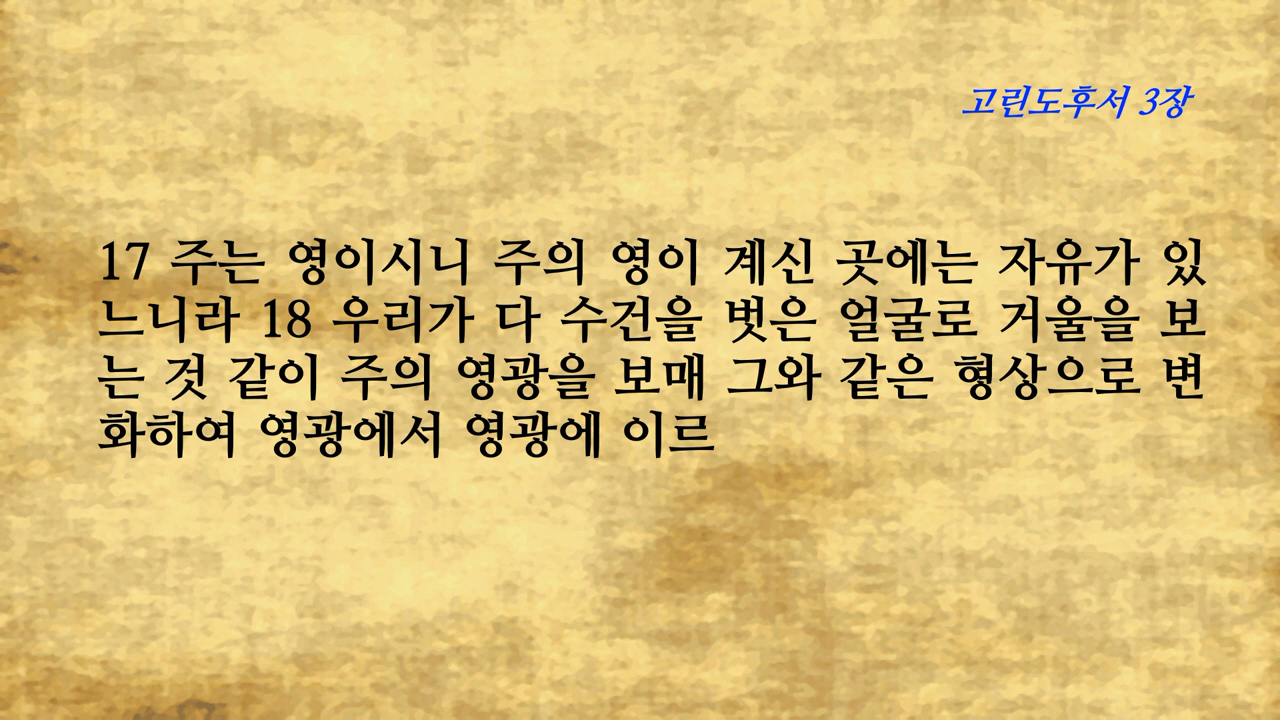 고린도후서 3장
17 주는 영이시니 주의 영이 계신 곳에는 자유가 있
느니라 18 우리가 다 수건을 벗은 얼굴로 거울을 보
는 것 같이 주의 영광을 보매 그와 같은 형상으로 변
화하여 영광에서 영광에 이르